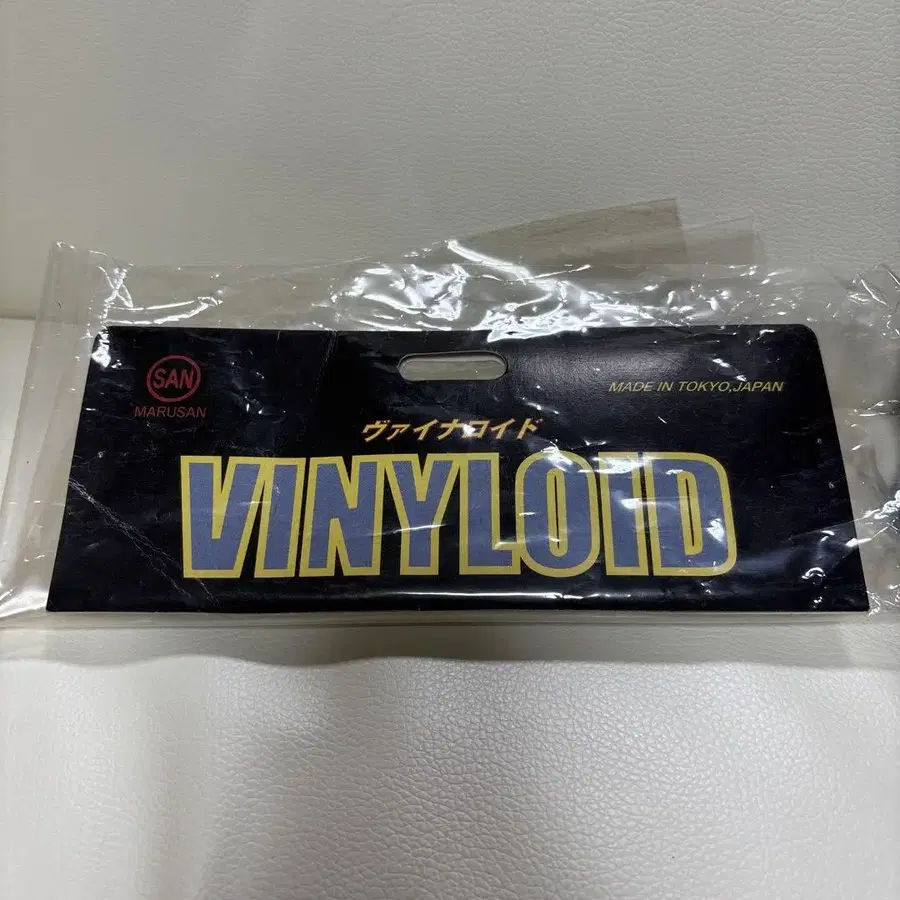 SAN
MARUSAN
MADE IN TOKYO,JAPAN
ヴァイナロイド
VINYLOID